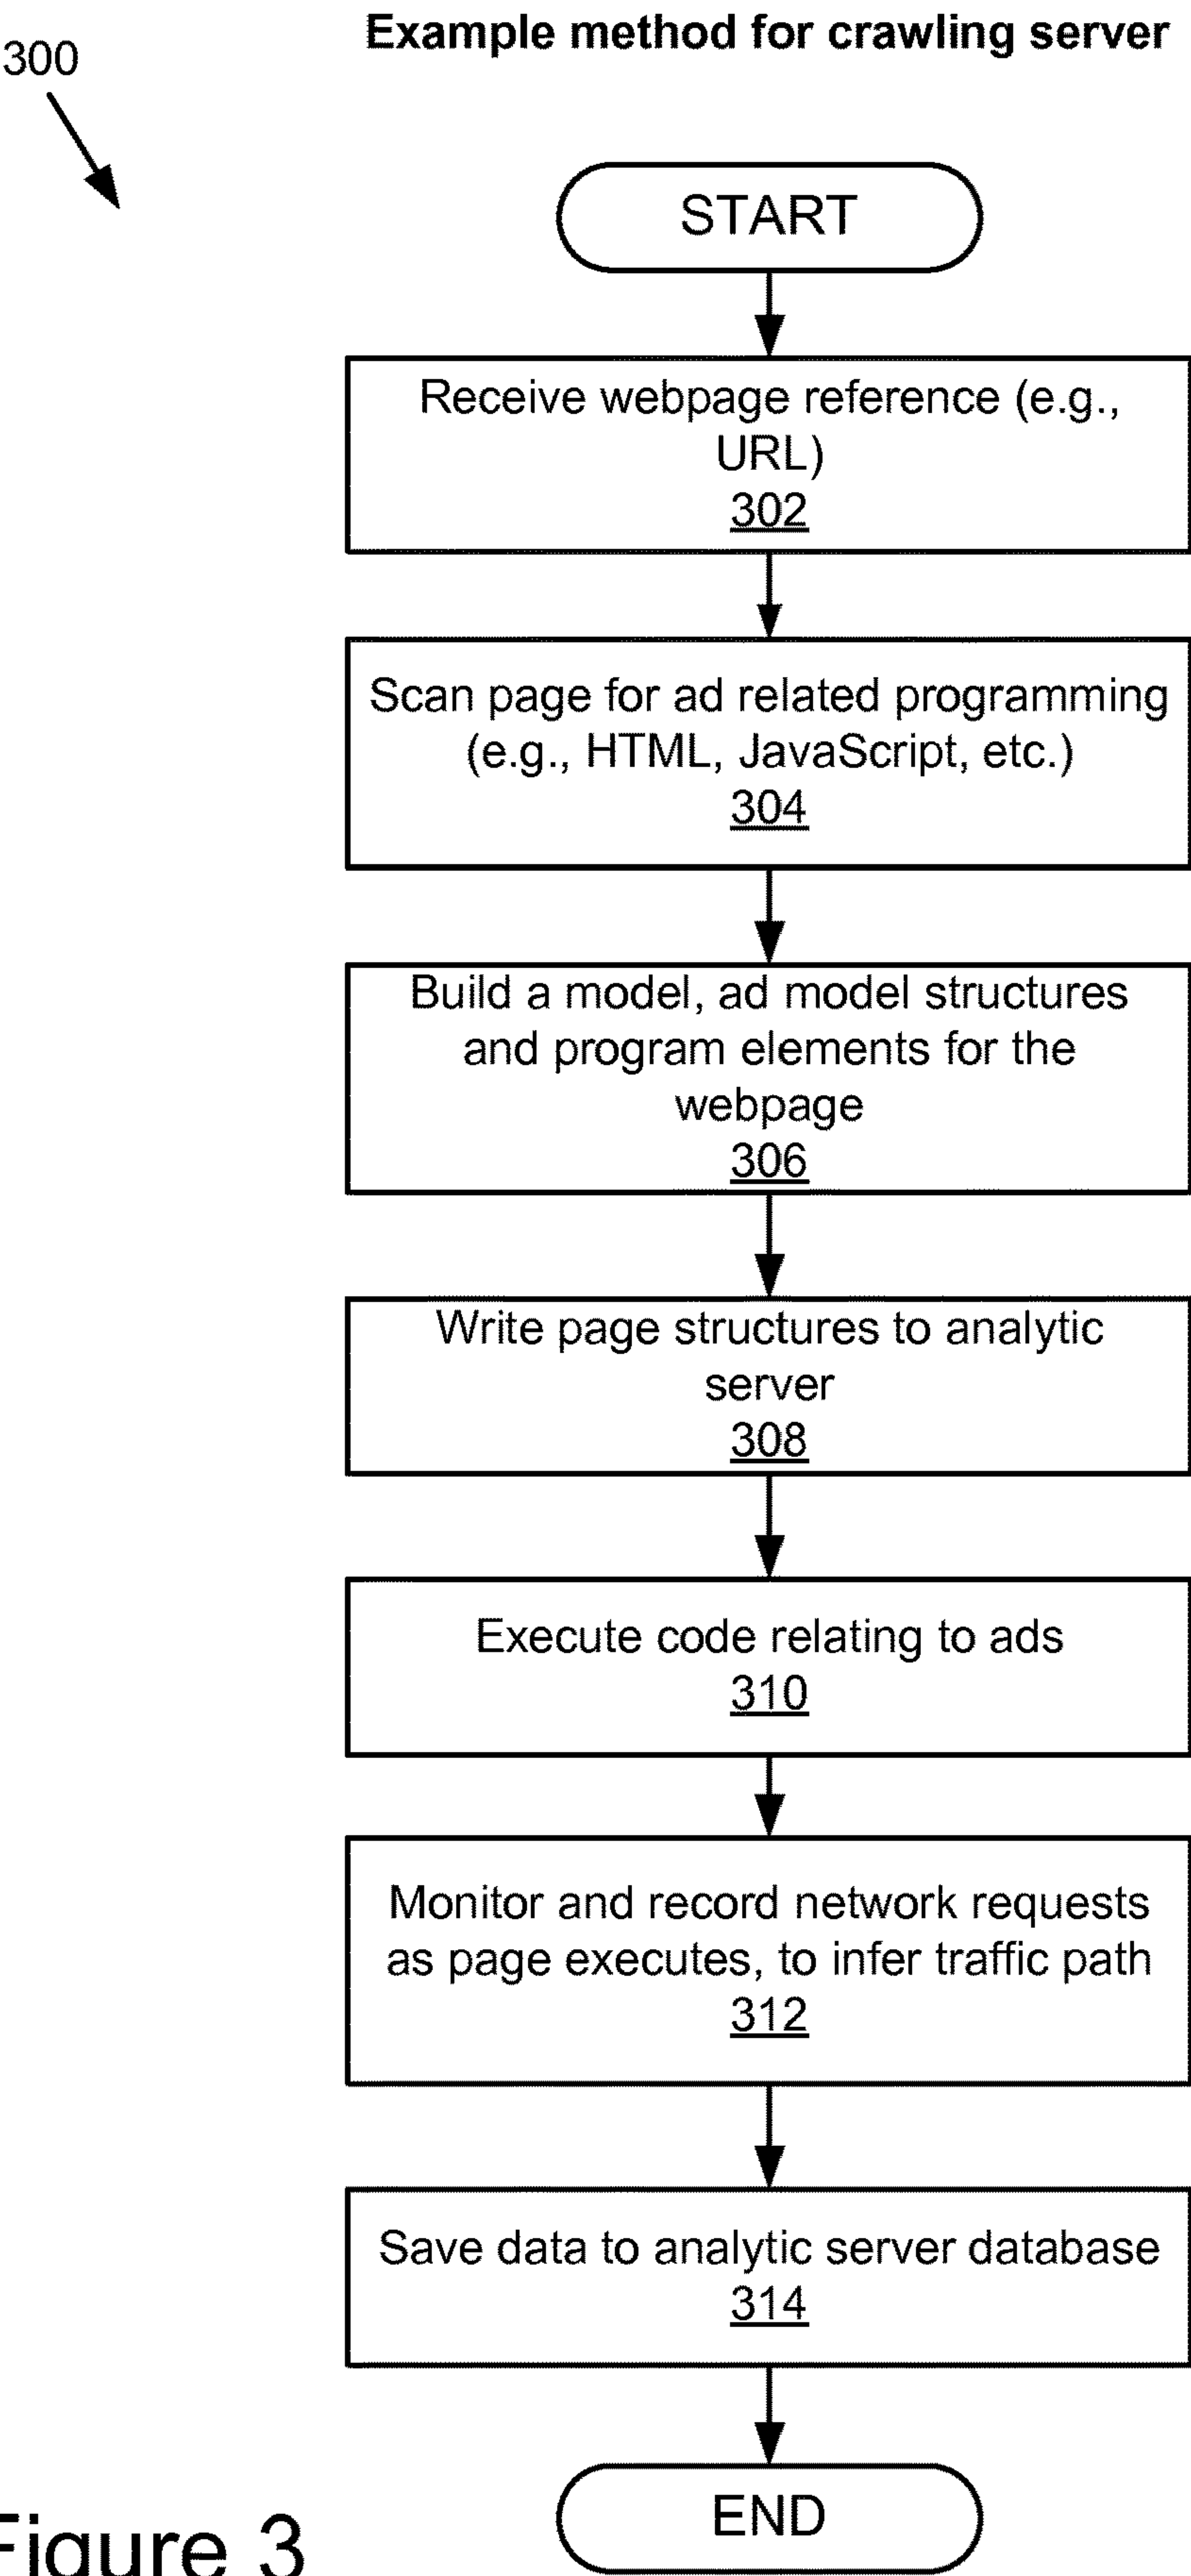 Example method for crawling server
300
START
Receive webpage reference (e.g.,
URL)
302
Scan page for ad related programming
(e.g., HTML, JavaScript, etc.)
304
Build a model, ad model structures
and program elements for the
webpage
306
Write page structures to analytic
server
308
Execute code relating to ads
310
Monitor and record network requests
as page executes, to infer traffic path
312
Save data to analytic server database
314
END
Figure 3